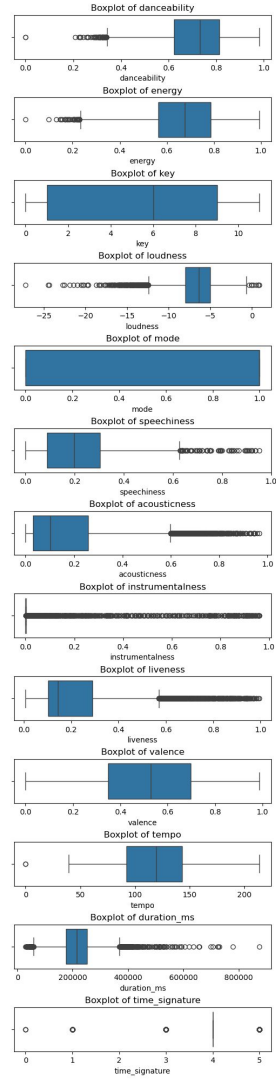 Boxplot of danceability
0.0 0.2 0.4 0.6 0.8 1.0
danceability
Boxplot of energy
0.0 0.2 0.4 0.6 0.8 1.0
energy
Boxplot of key
0 2 4 6 8 10
key
Boxplot of loudness
−25 −20 −15 −10 −5 0
loudness
Boxplot of mode
0.0 0.2 0.4 0.6 0.8 1.0
mode
Boxplot of speechiness
0.0 0.2 0.4 0.6 0.8 1.0
speechiness
Boxplot of acousticness
0.0 0.2 0.4 0.6 0.8 1.0
acousticness
Boxplot of instrumentalness
0.0 0.2 0.4 0.6 0.8 1.0
instrumentalness
Boxplot of liveness
0.0 0.2 0.4 0.6 0.8 1.0
liveness
Boxplot of valence
0.0 0.2 0.4 0.6 0.8 1.0
valence
Boxplot of tempo
0 50 100 150 200
tempo
Boxplot of duration_ms
0 200000 400000 600000 800000
duration_ms
Boxplot of time_signature
0 1 2 3 4 5
time_signature